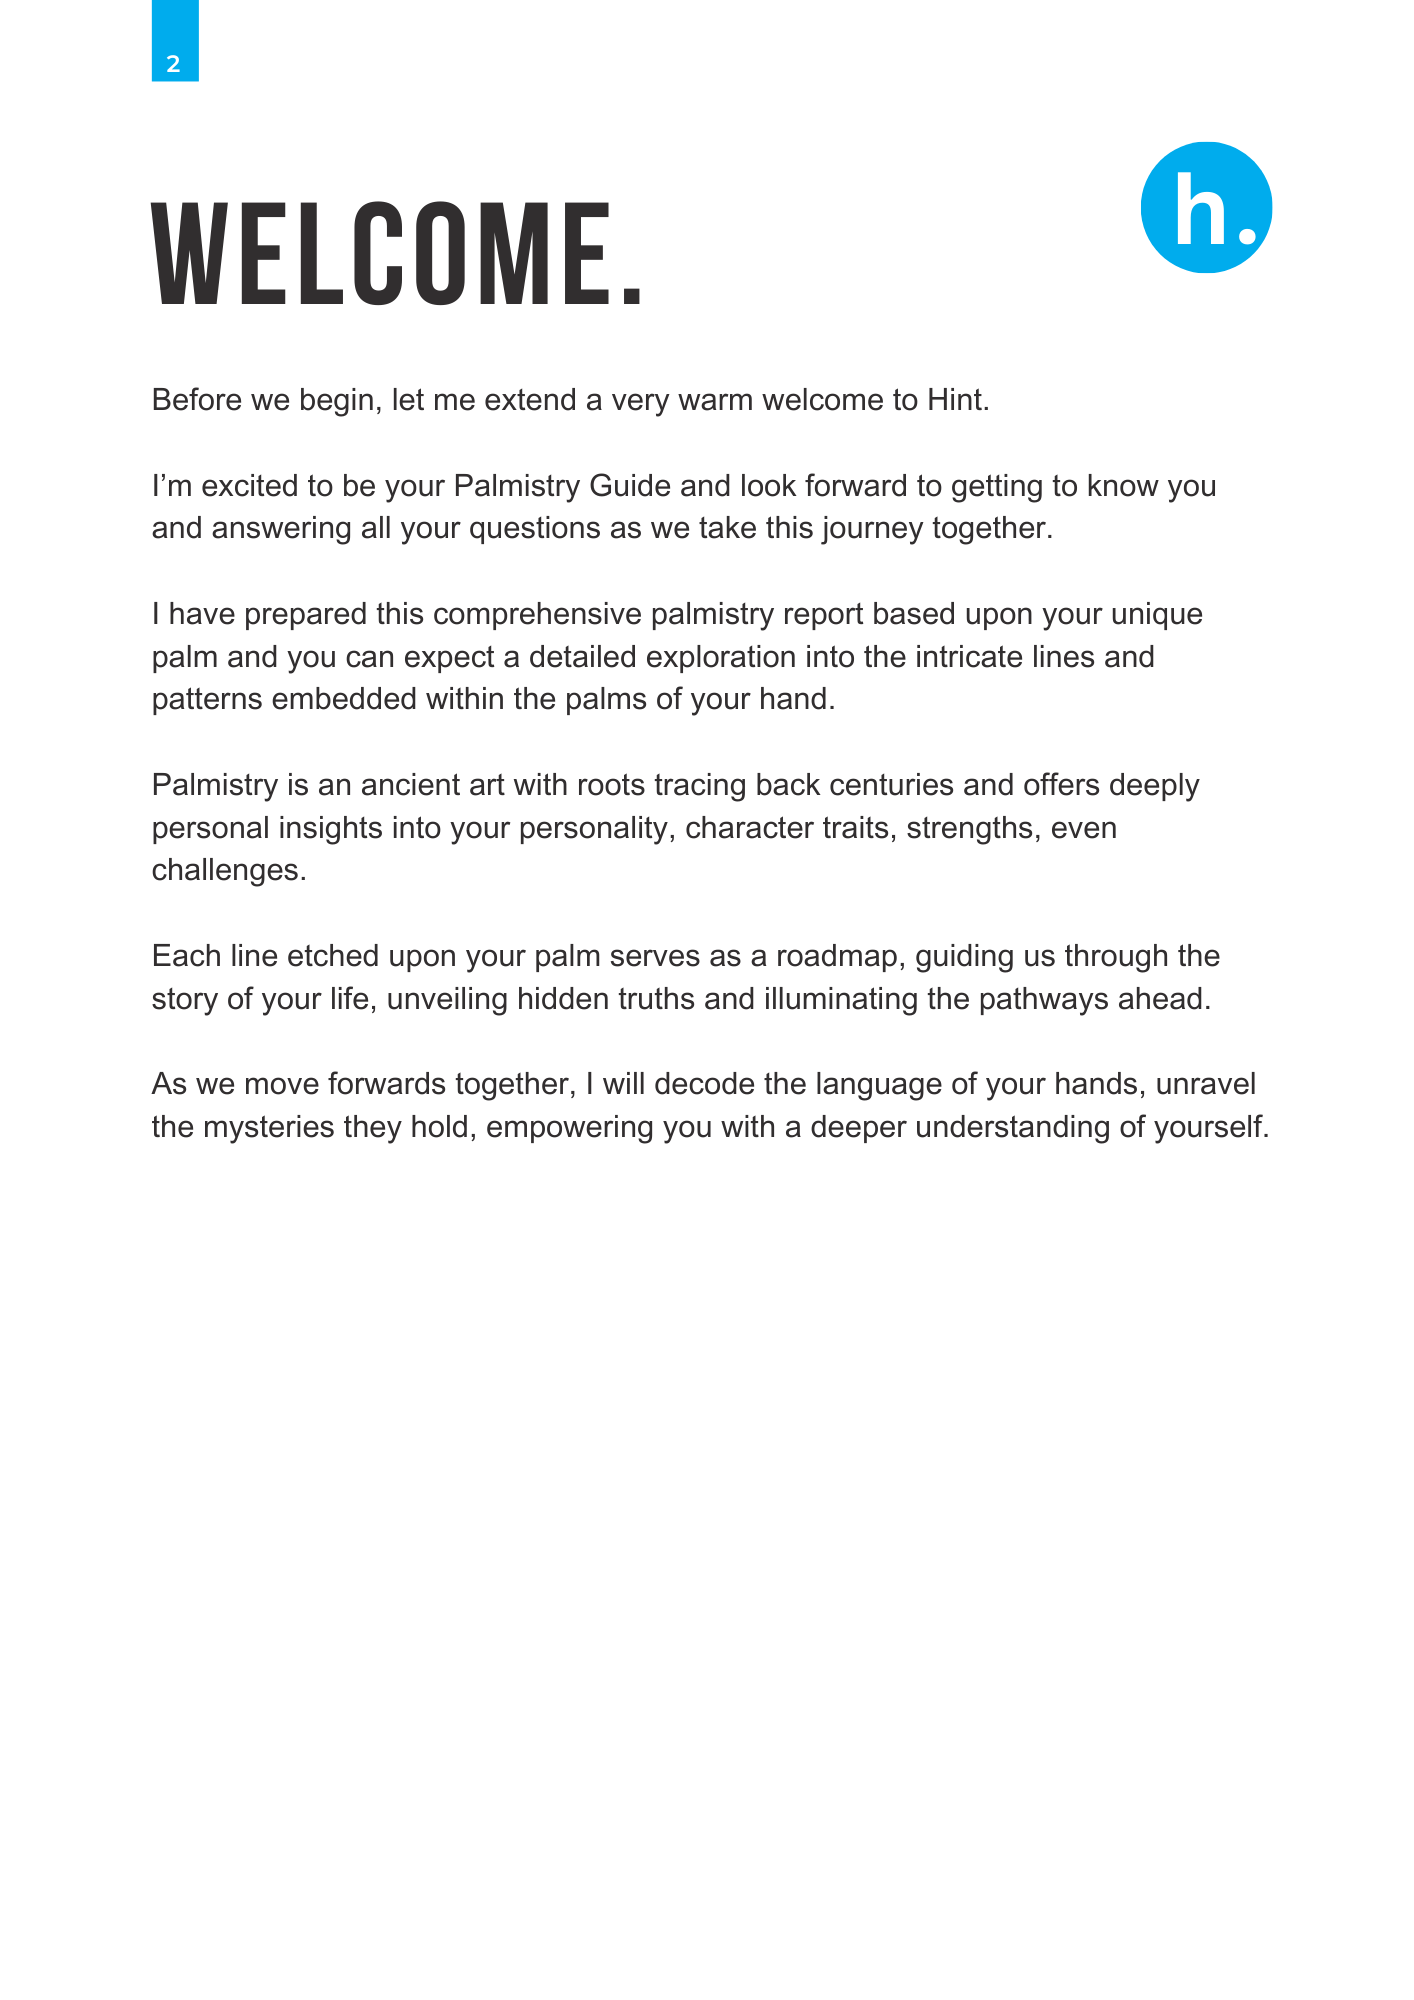 2
h.
WELCOME.
Before we begin, let me extend a very warm welcome to Hint.
I’m excited to be your Palmistry Guide and look forward to getting to know you
and answering all your questions as we take this journey together.
I have prepared this comprehensive palmistry report based upon your unique
palm and you can expect a detailed exploration into the intricate lines and
patterns embedded within the palms of your hand.
Palmistry is an ancient art with roots tracing back centuries and offers deeply
personal insights into your personality, character traits, strengths, even
challenges.
Each line etched upon your palm serves as a roadmap, guiding us through the
story of your life, unveiling hidden truths and illuminating the pathways ahead.
As we move forwards together, I will decode the language of your hands, unravel
the mysteries they hold, empowering you with a deeper understanding of yourself.